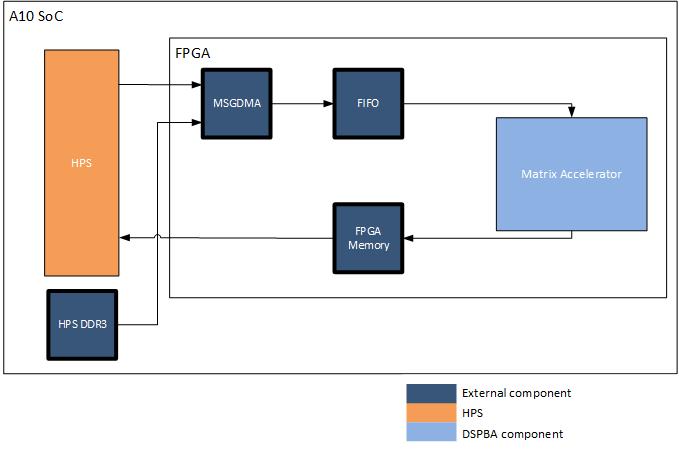 A10 SoC
FPGA
MSGDMA
FIFO
HPS
Matrix Accelerator
FPGA
Memory
HPS DDR3
External component
HPS
DSPBA component